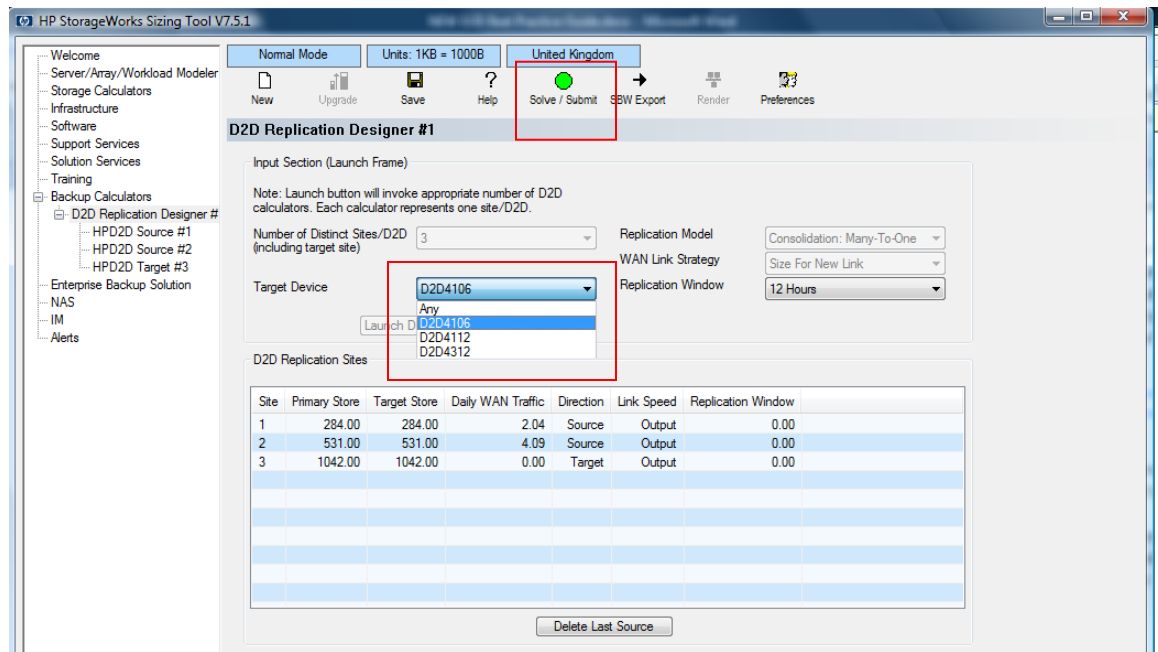 HP StorageWorks Sizing Tool V7.5.1
Welcome
Server/Array/Workload Modeler
Storage Calculators
Infrastructure
Software
Support Services
Solution Services
Training
Backup Calculators
D2D Replication Designer #
HPD2D Source #1
HPD2D Source #2
HPD2D Target #3
Enterprise Backup Solution
NAS
IM
Alerts
Normal Mode Units: 1KB = 1000B United Kingdom
New Upgrade Save Help Solve / Submit SBW Export Render Preferences
D2D Replication Designer #1
Input Section (Launch Frame)
Note: Launch button will invoke appropriate number of D2D
calculators. Each calculator represents one site/D2D.
Number of Distinct Sites/D2D 3 Replication Model Consolidation: Many-To-One
(including target site)
WAN Link Strategy Size For New Link
Target Device D2D4106 Replication Window 12 Hours
Any
Launch D D2D4106
D2D4112
D2D4312
D2D Replication Sites
Site Primary Store Target Store Daily WAN Traffic Direction Link Speed Replication Window
1 284.00 284.00 2.04 Source Output 0.00
2 531.00 531.00 4.09 Source Output 0.00
3 1042.00 1042.00 0.00 Target Output 0.00
Delete Last Source